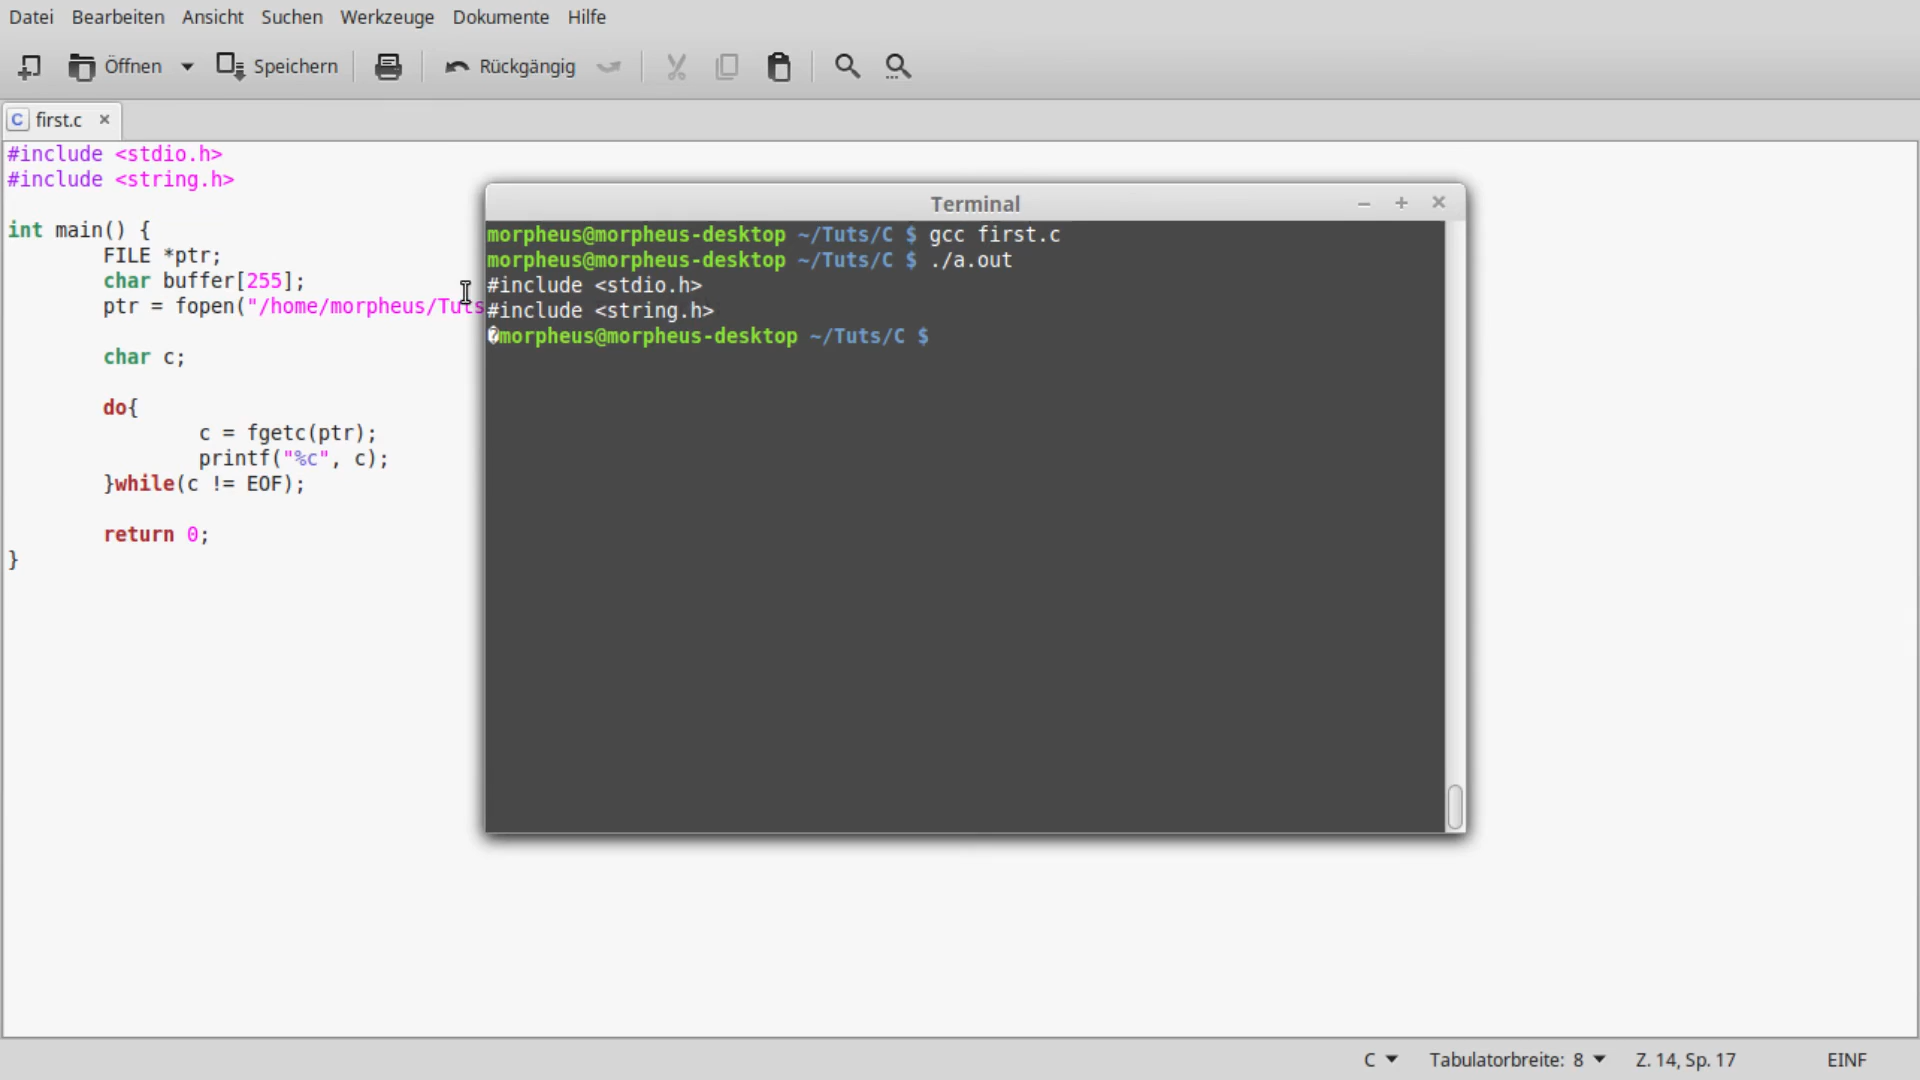 Datei Bearbeiten Ansicht Suchen Werkzeuge Dokumente Hilfe
Öffnen Speichern Rückgängig
C first.c ×
#include <stdio.h>
#include <string.h>
int main() {
FILE *ptr;
char buffer[255];
ptr = fopen("/home/morpheus/Tuts
char c;
do{
c = fgetc(ptr);
printf("%c", c);
}while(c != EOF);
return 0;
}
Terminal
morpheus@morpheus-desktop ~/Tuts/C $ gcc first.c
morpheus@morpheus-desktop ~/Tuts/C $ ./a.out
#include <stdio.h>
#include <string.h>
�morpheus@morpheus-desktop ~/Tuts/C $
C Tabulatorbreite: 8 Z. 14, Sp. 17 EINF